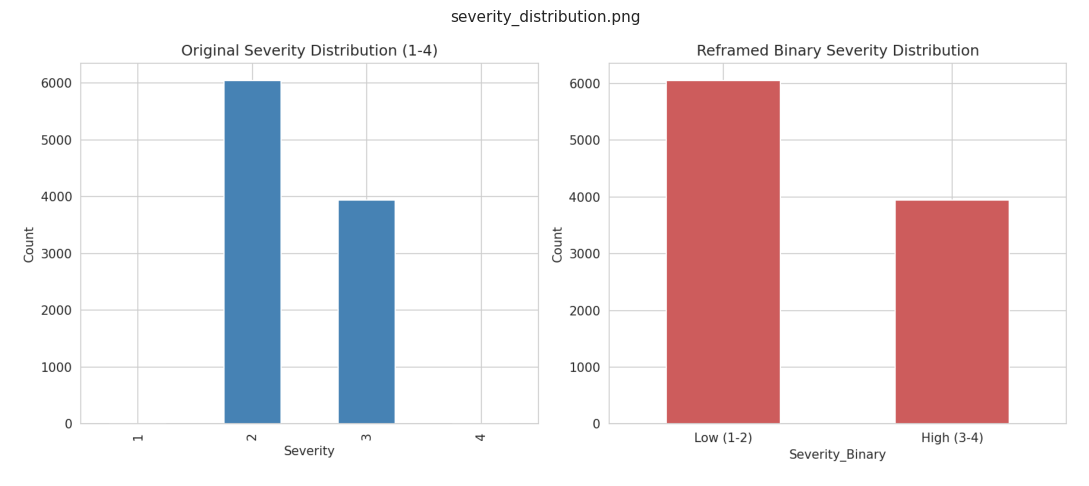 severity_distribution.png
Original Severity Distribution (1-4)
Count
6000
5000
4000
3000
2000
1000
0
1
2
3
4
Severity
Reframed Binary Severity Distribution
Count
6000
5000
4000
3000
2000
1000
0
Low (1-2)
High (3-4)
Severity_Binary